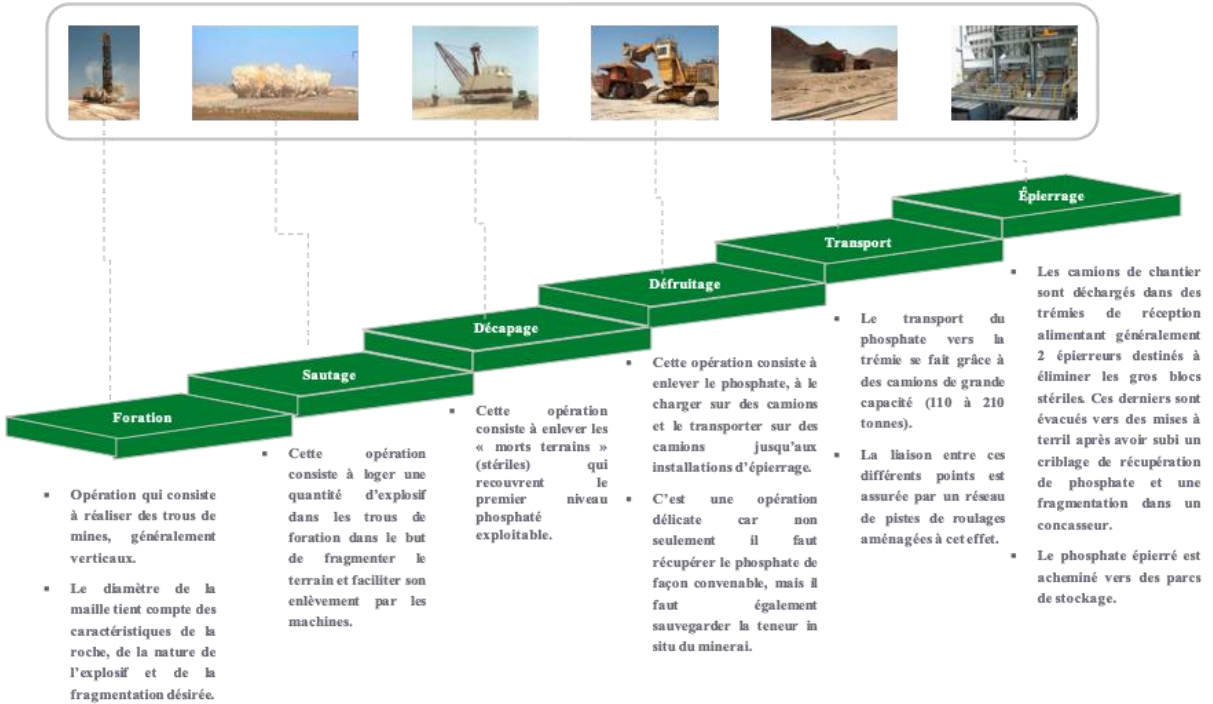 Foration
Opération qui consiste
à réaliser des trous de
mines, généralement
verticaux.
Le diamètre de la
maille tient compte des
caractéristiques de la
roche, de la nature de
l'explosif et de la
fragmentation désirée.
Sautage
Cette opération
consiste à loger une
quantité d'explosif
dans les trous de
foration dans le but
de fragmenter le
terrain et faciliter son
enlèvement par les
machines.
Décapage
Cette opération
consiste à enlever les
« morts terrains »
(stériles) qui
recouvrent le
premier niveau
phosphaté
exploitable.
Défruitage
Cette opération consiste à
enlever le phosphate, à le
charger sur des camions
et le transporter sur des
camions jusqu'aux
installations d'épierrage.
C'est une opération
délicate car non
seulement il faut
récupérer le phosphate de
façon convenable, mais il
faut également
sauvegarder la teneur in
situ du minerai.
Transport
Le transport du
phosphate vers la
trémie se fait grâce à
des camions de grande
capacité (110 à 210
tonnes).
La liaison entre ces
différents points est
assurée par un réseau
de pistes de roulages
aménagées à cet effet.
Épierrage
Les camions de chantier
sont déchargés dans des
trémies de réception
alimentant généralement
2 épierreurs destinés à
éliminer les gros blocs
stériles. Ces derniers sont
évacués vers des mises à
terril après avoir subi un
criblage de récupération
de phosphate et une
fragmentation dans un
concasseur.
Le phosphate épierré est
acheminé vers des parcs
de stockage.